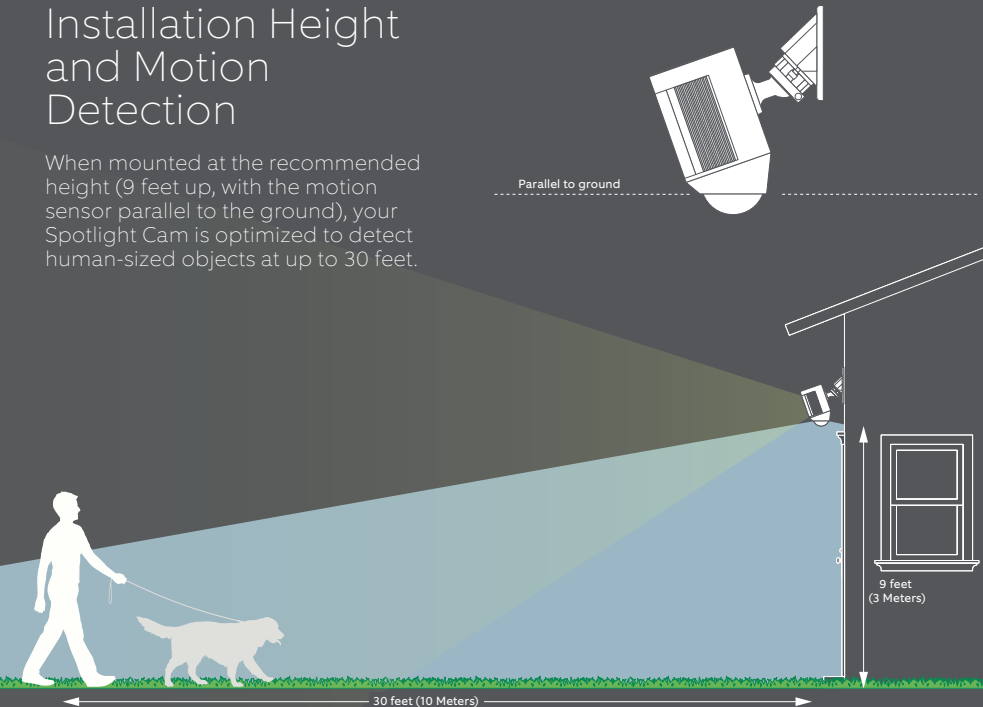 Installation Height
and Motion
Detection
When mounted at the recommended
height (9 feet up, with the motion
sensor parallel to the ground), your
Spotlight Cam is optimized to detect
human-sized objects at up to 30 feet.
Parallel to ground
9 feet
(3 Meters)
30 feet (10 Meters)